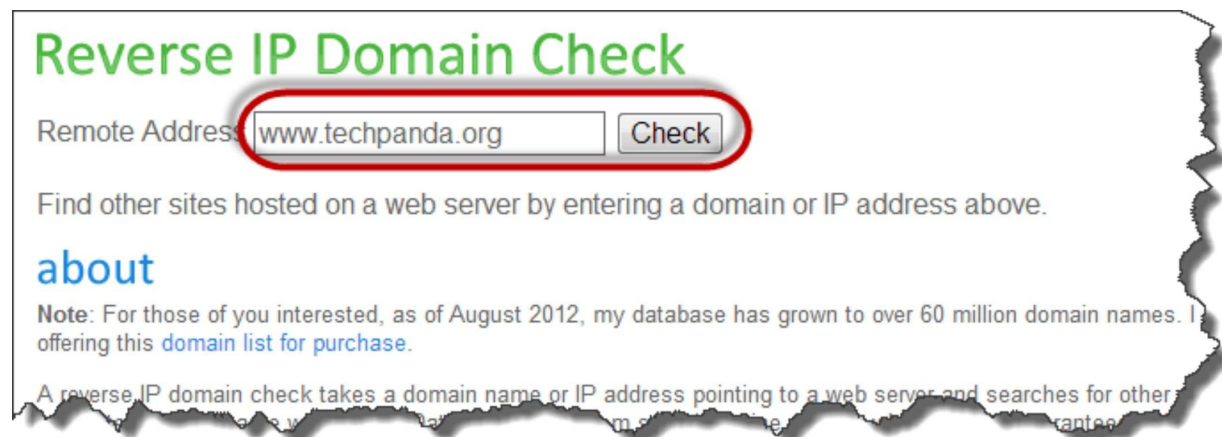 Reverse IP Domain Check
Remote Address www.techpanda.org Check
Find other sites hosted on a web server by entering a domain or IP address above.
about
Note: For those of you interested, as of August 2012, my database has grown to over 60 million domain names. I
offering this domain list for purchase.
A reverse IP domain check takes a domain name or IP address pointing to a web server and searches for other